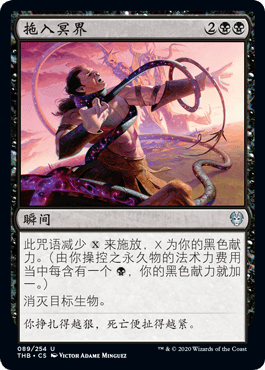 拖入冥界 2
瞬间
此咒语减少 X 来施放，X 为你的黑色献
力。（由你操控之永久物的法术力费用
当中每含有一个 ，你的黑色献力就加
一。）
消灭目标生物。
你挣扎得越狠，死亡便扯得越紧。
089/254 U
THB • CS VICTOR ADAME MINGUEZ
™ & © 2020 Wizards of the Coast